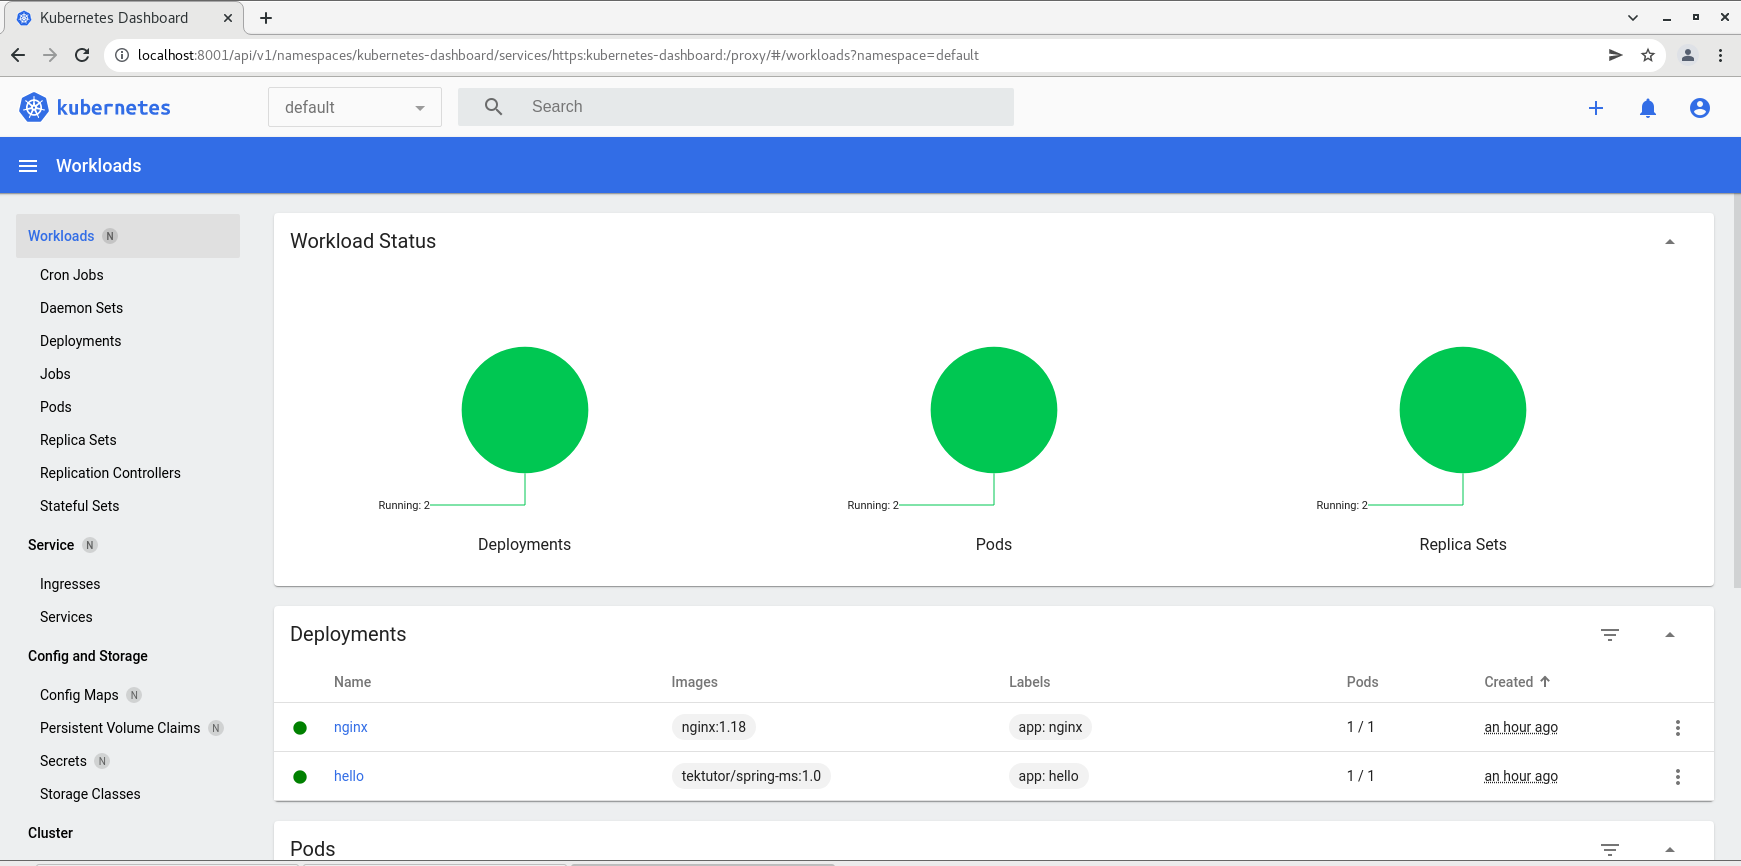 Kubernetes Dashboard
localhost:8001/api/v1/namespaces/kubernetes-dashboard/services/https:kubernetes-dashboard:/proxy/#/workloads?namespace=default
kubernetes
default
Search
Workloads
Workloads N
Cron Jobs
Daemon Sets
Deployments
Jobs
Pods
Replica Sets
Replication Controllers
Stateful Sets
Service N
Ingresses
Services
Config and Storage
Config Maps N
Persistent Volume Claims N
Secrets N
Storage Classes
Cluster
Workload Status
Running: 2
Deployments
Running: 2
Pods
Running: 2
Replica Sets
Deployments
Name Images Labels Pods Created
nginx nginx:1.18 app: nginx 1 / 1 an hour ago
hello tektutor/spring-ms:1.0 app: hello 1 / 1 an hour ago
Pods